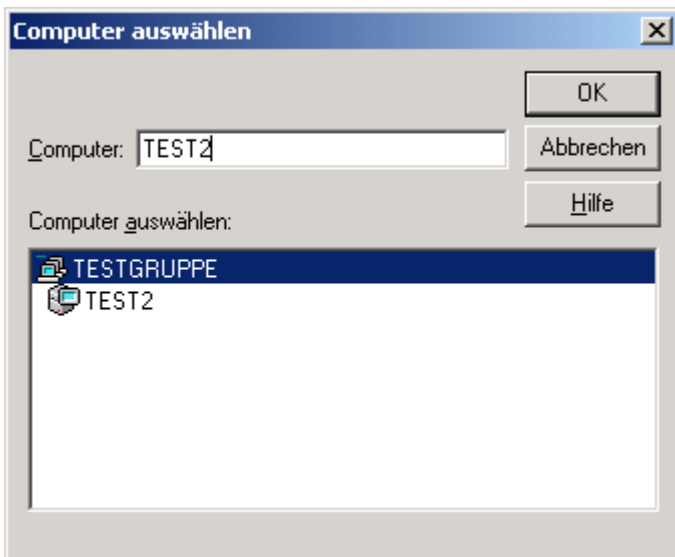 Computer auswählen
OK
Computer: TEST2
Abbrechen
Hilfe
Computer auswählen:
TESTGRUPPE
TEST2